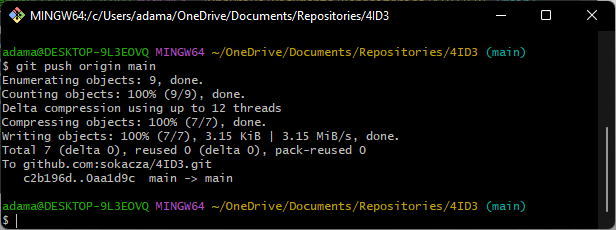 MINGW64:/c/Users/adama/OneDrive/Documents/Repositories/4ID3
adama@DESKTOP-9L3EOVQ MINGW64 ~/OneDrive/Documents/Repositories/4ID3 (main)
$ git push origin main
Enumerating objects: 9, done.
Counting objects: 100% (9/9), done.
Delta compression using up to 12 threads
Compressing objects: 100% (7/7), done.
Writing objects: 100% (7/7), 3.15 KiB | 3.15 MiB/s, done.
Total 7 (delta 0), reused 0 (delta 0), pack-reused 0
To github.com:sokacza/4ID3.git
   c2b196d..0aa1d9c  main -> main
adama@DESKTOP-9L3EOVQ MINGW64 ~/OneDrive/Documents/Repositories/4ID3 (main)
$